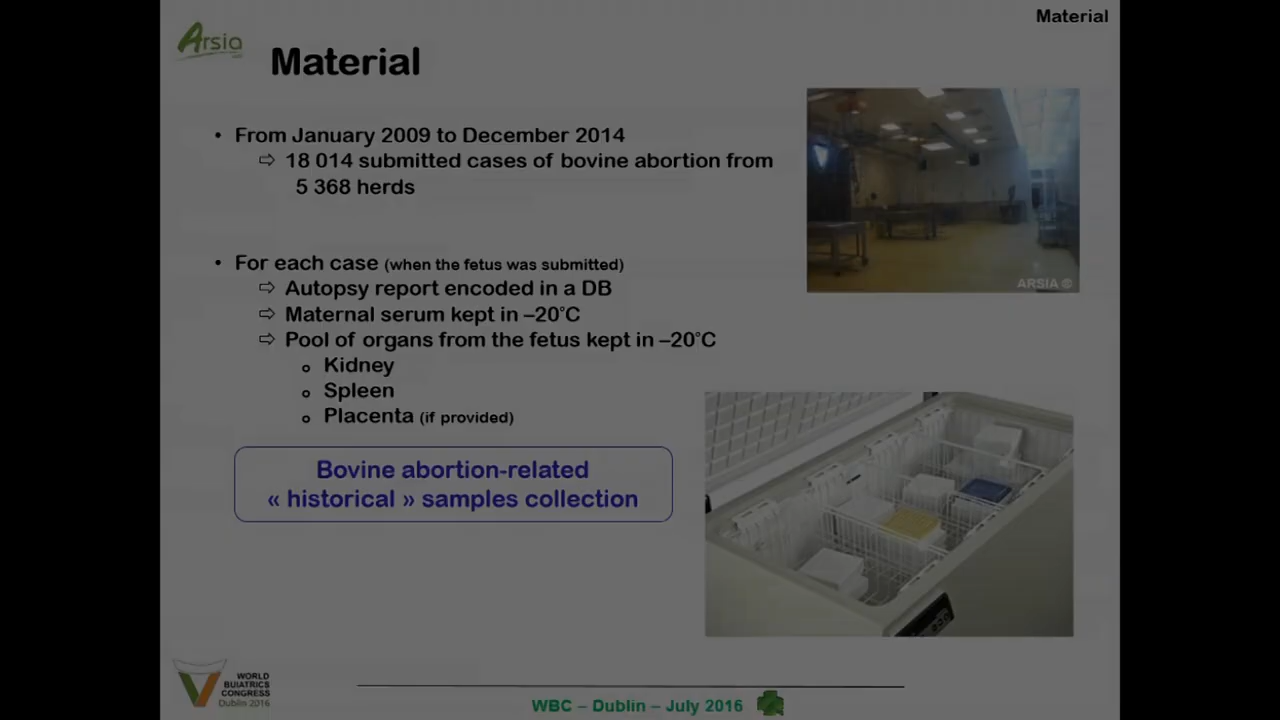 Material
Arsia
Material
• From January 2009 to December 2014
⇨ 18 014 submitted cases of bovine abortion from
5 368 herds
• For each case (when the fetus was submitted)
⇨ Autopsy report encoded in a DB
⇨ Maternal serum kept in –20°C
⇨ Pool of organs from the fetus kept in –20°C
o Kidney
o Spleen
o Placenta (if provided)
Bovine abortion-related
« historical » samples collection
ARSIA ©
WORLD
BUIATRICS
CONGRESS
Dublin 2016
WBC – Dublin – July 2016